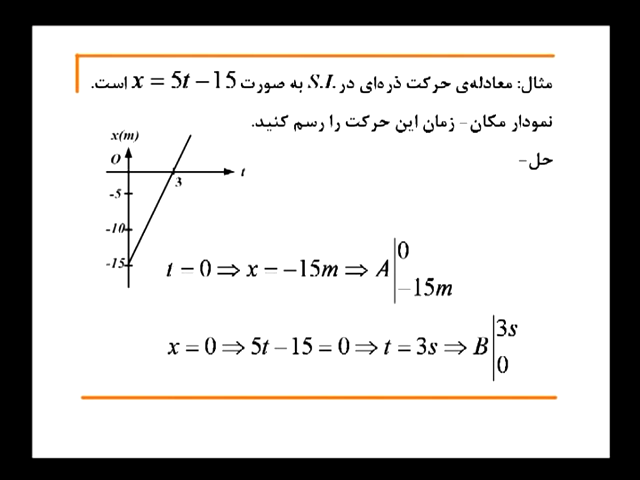 مثال: معادله‌ی حرکت ذره‌ای در S.I. به صورت x = 5t − 15 است.
نمودار مکان - زمان این حرکت را رسم کنید.
حل-
x(m)
O
t
3
-5
-10
-15
t − 0 ⇒ x − −15m ⇒ A | 0
−15m
x = 0 ⇒ 5t − 15 = 0 ⇒ t = 3s ⇒ B | 3s
0